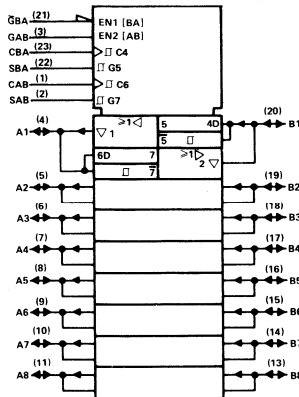 G̅BA (21) EN1 [BA]
GAB (3) EN2 [AB]
CBA (23) C4
SBA (22) G5
CAB (1) C6
SAB (2) G7
A1 (4) ≥1 1 5 4D (20) B1
5̅
6D 7 ≥1 2
7̅
A2 (5) (19) B2
A3 (6) (18) B3
A4 (7) (17) B4
A5 (8) (16) B5
A6 (9) (15) B6
A7 (10) (14) B7
A8 (11) (13) B8